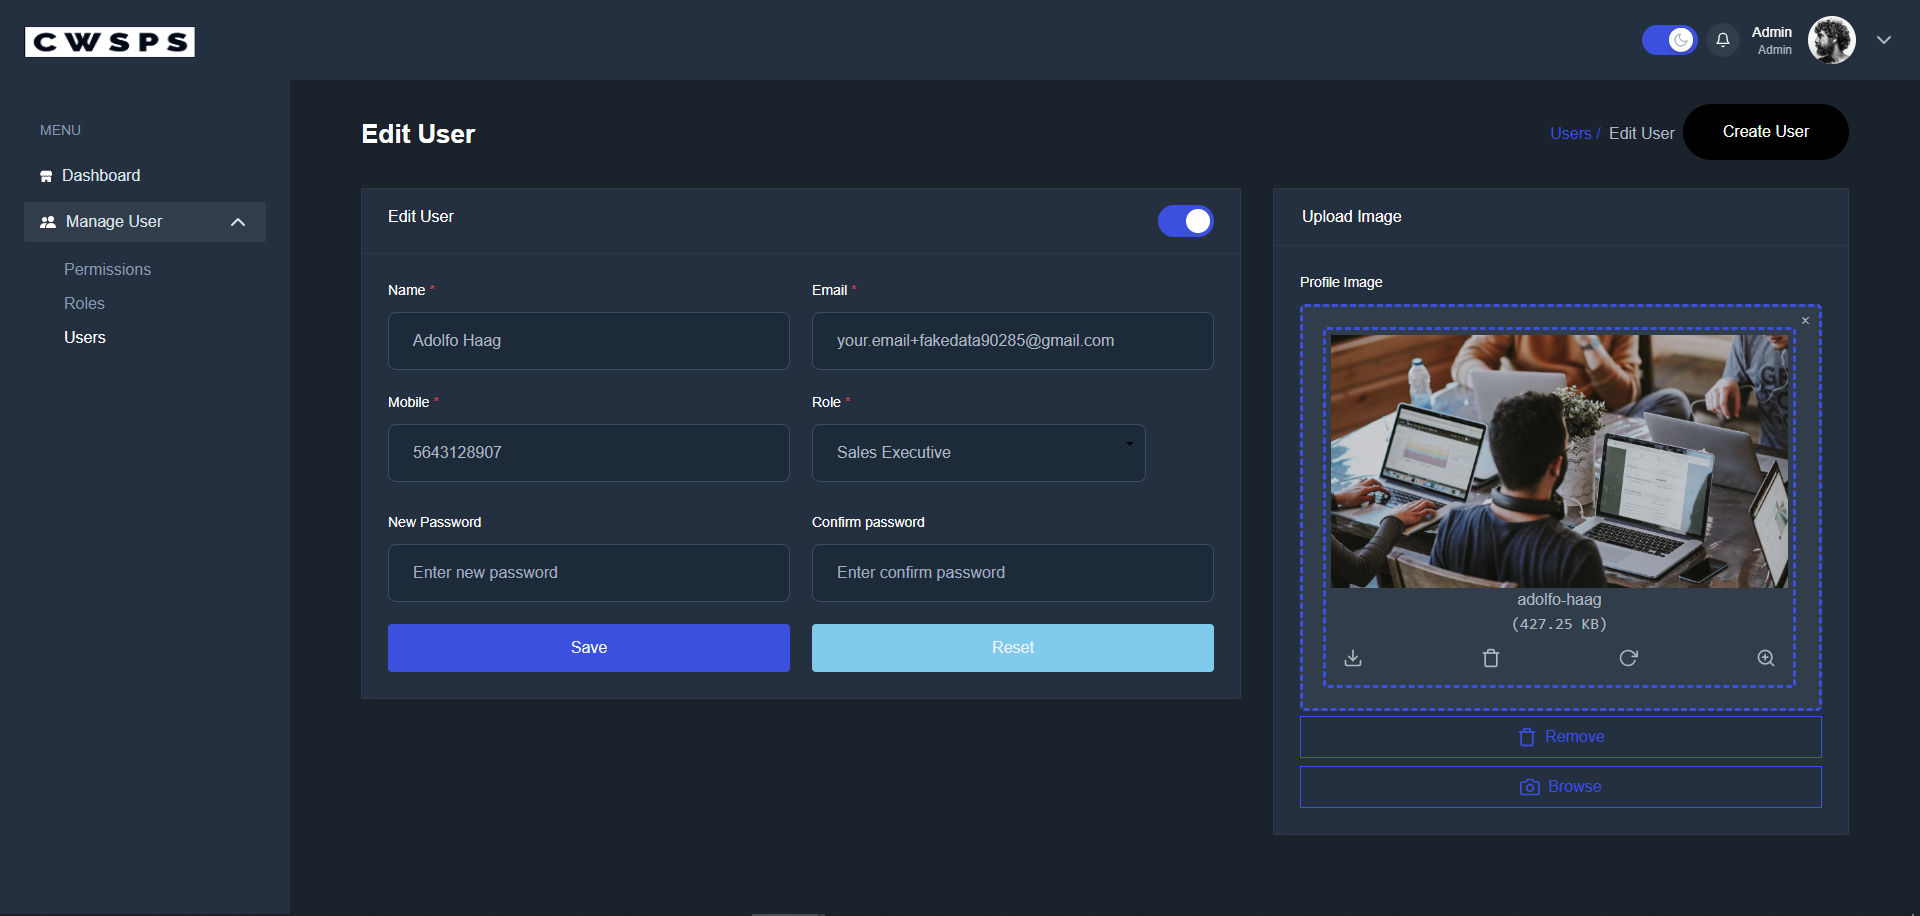 CWSPS
Admin
Admin
MENU
Dashboard
Manage User
Permissions
Roles
Users
Edit User
Users / Edit User
Create User
Edit User
Name *
Email *
Adolfo Haag
your.email+fakedata90285@gmail.com
Mobile *
Role *
5643128907
Sales Executive
New Password
Confirm password
Enter new password
Enter confirm password
Save
Reset
Upload Image
Profile Image
×
adolfo-haag
(427.25 KB)
Remove
Browse